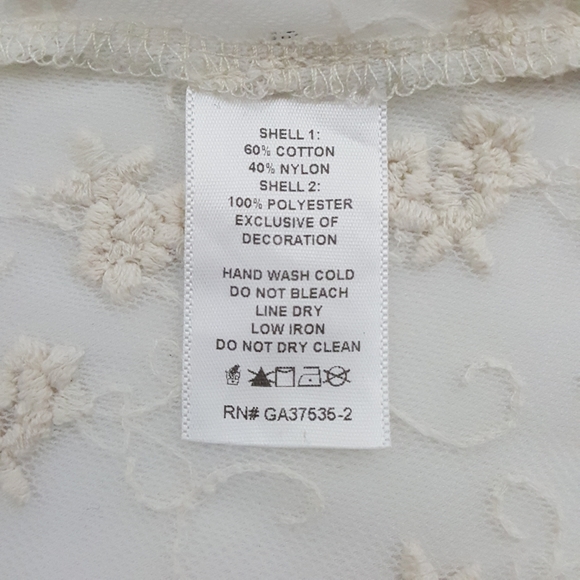 SHELL 1:
60% COTTON
40% NYLON
SHELL 2:
100% POLYESTER
EXCLUSIVE OF
DECORATION
HAND WASH COLD
DO NOT BLEACH
LINE DRY
LOW IRON
DO NOT DRY CLEAN
RN# GA37535-2